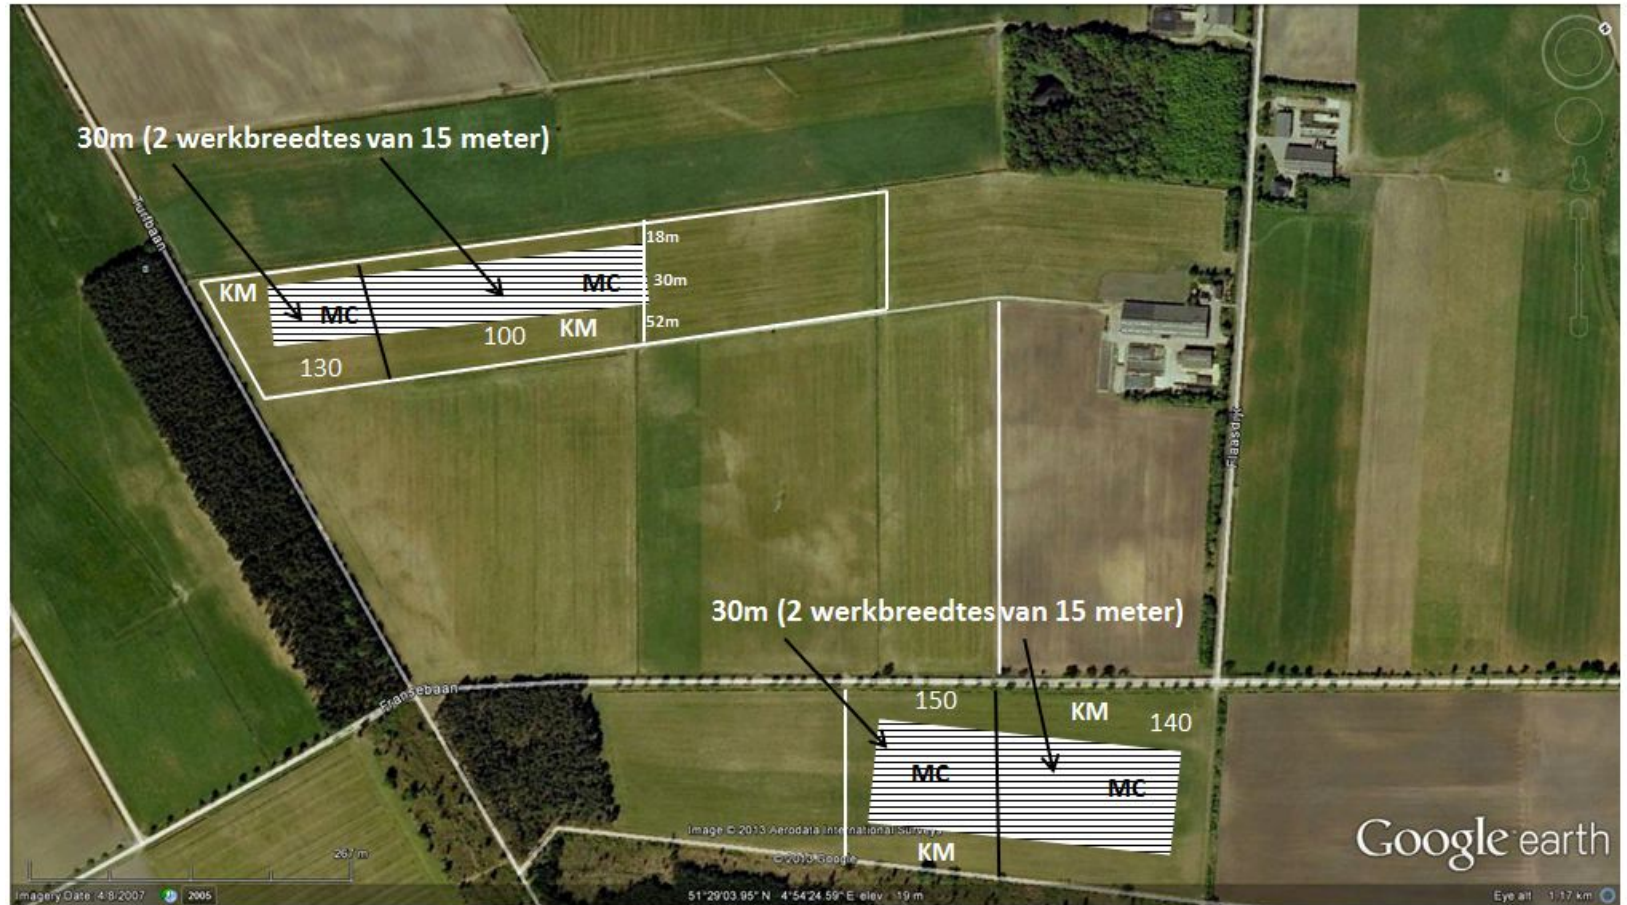 30m (2 werkbreedtes van 15 meter)
Turfbaan
18m
KM
MC
30m
MC
52m
100
KM
130
Flaasdijk
30m (2 werkbreedtes van 15 meter)
Fransebaan
150
KM
140
MC
MC
Image © 2013 Aerodata International Surveys
KM
© 2013 Google
Google earth
267 m
Imagery Date: 4/8/2007
2005
51°29'03.95" N 4°54'24.59" E elev 19 m
Eye alt 1.17 km